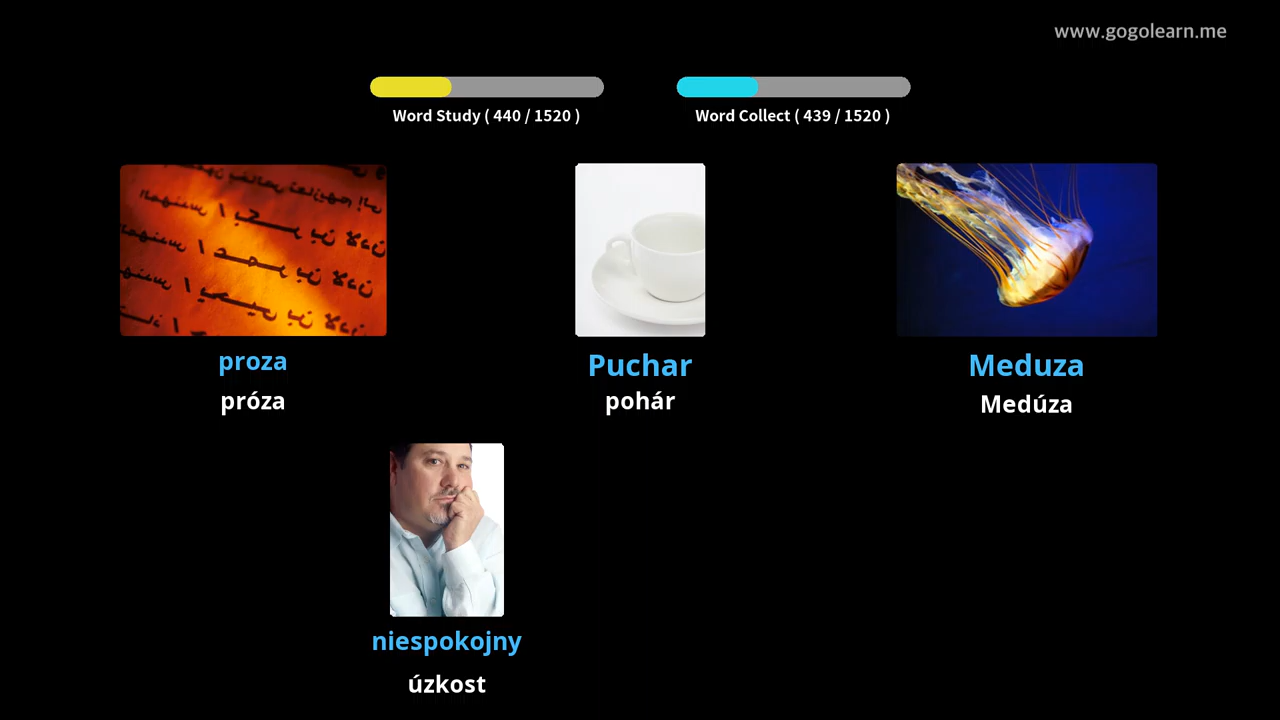 www.gogolearn.me
Word Study ( 440 / 1520 )
Word Collect ( 439 / 1520 )
proza
próza
Puchar
pohár
Meduza
Medúza
niespokojny
úzkost